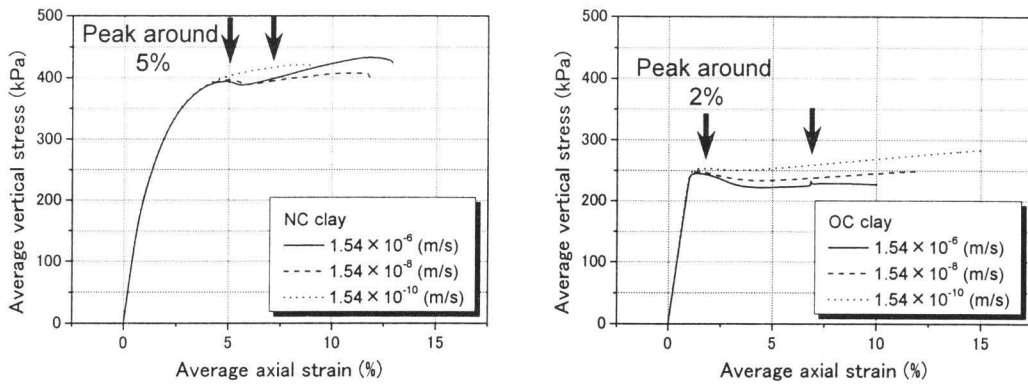 500
400
300
200
100
0
Average vertical stress (kPa)
Peak around
5%
NC clay
1.54 × 10⁻⁶ (m/s)
1.54 × 10⁻⁸ (m/s)
1.54 × 10⁻¹⁰ (m/s)
0 5 10 15
Average axial strain (%)
500
400
300
200
100
0
Average vertical stress (kPa)
Peak around
2%
OC clay
1.54 × 10⁻⁶ (m/s)
1.54 × 10⁻⁸ (m/s)
1.54 × 10⁻¹⁰ (m/s)
0 5 10 15
Average axial strain (%)